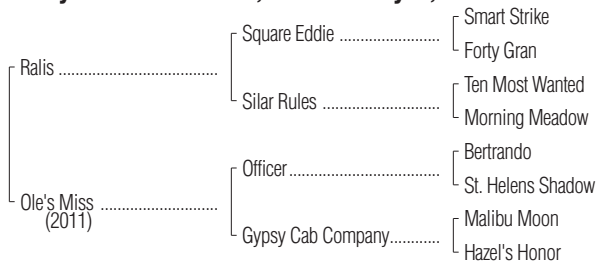 Smart Strike
Square Eddie
Forty Gran
Ralis
Ten Most Wanted
Silar Rules
Morning Meadow
Bertrando
Officer
St. Helens Shadow
Ole's Miss
(2011)
Malibu Moon
Gypsy Cab Company
Hazel's Honor